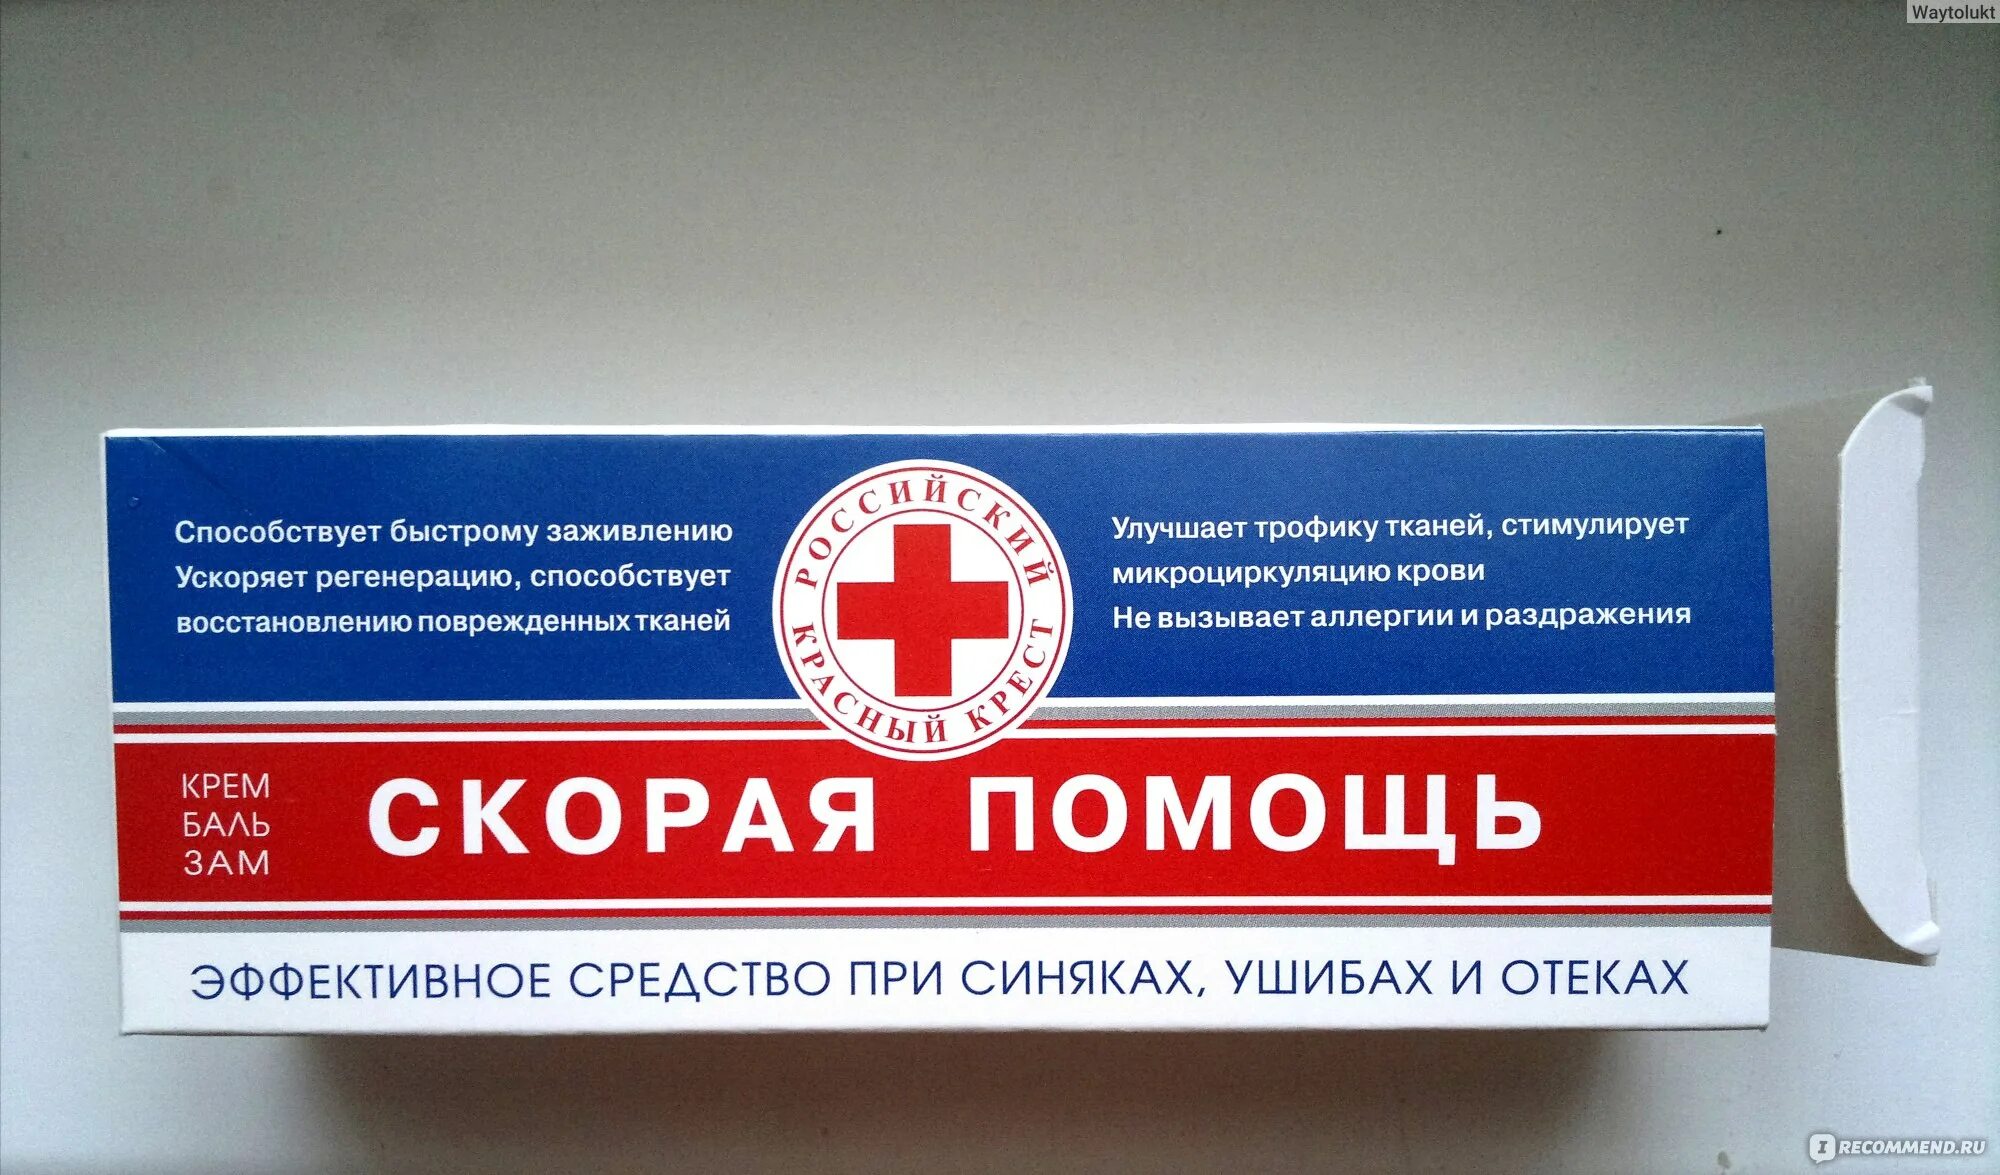 Waytolukt
Способствует быстрому заживлению
Ускоряет регенерацию, способствует
восстановлению поврежденных тканей
РОССИЙСКИЙ
КРАСНЫЙ КРЕСТ
Улучшает трофику тканей, стимулирует
микроциркуляцию крови
Не вызывает аллергии и раздражения
КРЕМ
БАЛЬ
ЗАМ
СКОРАЯ ПОМОЩЬ
ЭФФЕКТИВНОЕ СРЕДСТВО ПРИ СИНЯКАХ, УШИБАХ И ОТЕКАХ
IRECOMMEND.RU